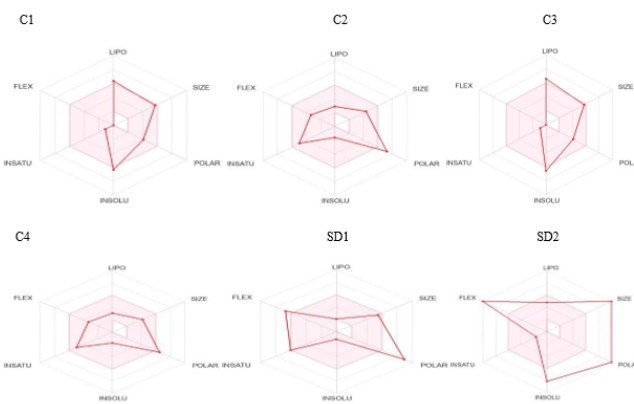 C1 C2 C3
LIPO LIPO LIPO
FLEX SIZE FLEX SIZE FLEX SIZE
INSATU POLAR INSATU POLAR INSATU POLA
INSOLU INSOLU INSOLU
C4 SD1 SD2
LIPO LIPO LIPO
FLEX SIZE FLEX SIZE FLEX SIZE
INSATU POLAR INSATU POLAR INSATU POLA
INSOLU INSOLU INSOLU